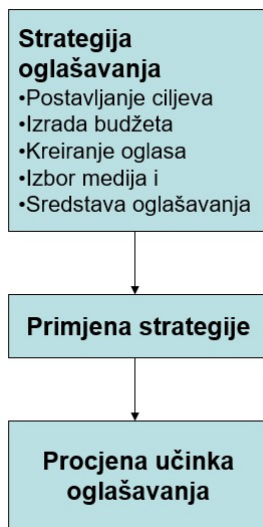 Strategija
oglašavanja
•Postavljanje ciljeva
•Izrada budžeta
•Kreiranje oglasa
•Izbor medija i
•Sredstava oglašavanja
Primjena strategije
Procjena učinka
oglašavanja